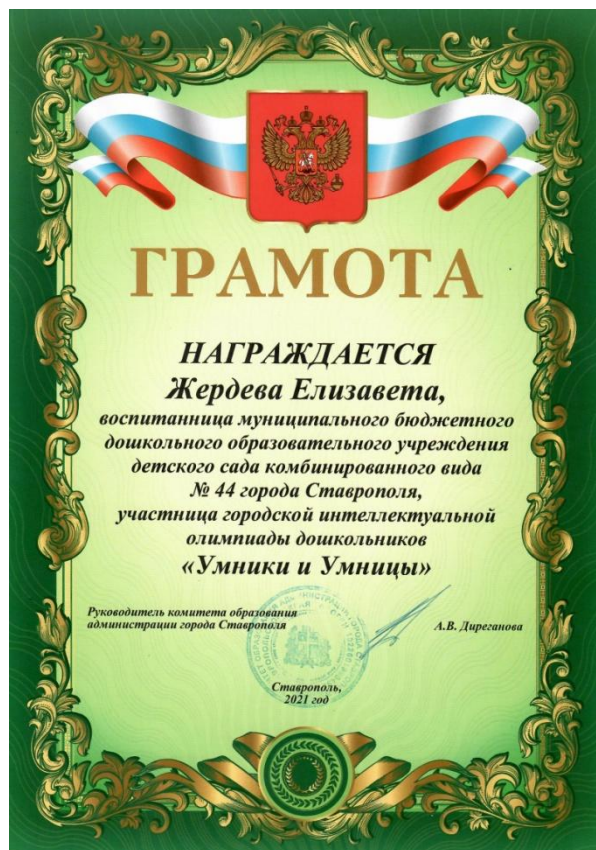 ГРАМОТА
НАГРАЖДАЕТСЯ
Жердева Елизавета,
воспитанница муниципального бюджетного
дошкольного образовательного учреждения
детского сада комбинированного вида
№ 44 города Ставрополя,
участница городской интеллектуальной
олимпиады дошкольников
«Умники и Умницы»
Руководитель комитета образования
администрации города Ставрополя
А.В. Диреганова
Ставрополь,
2021 год